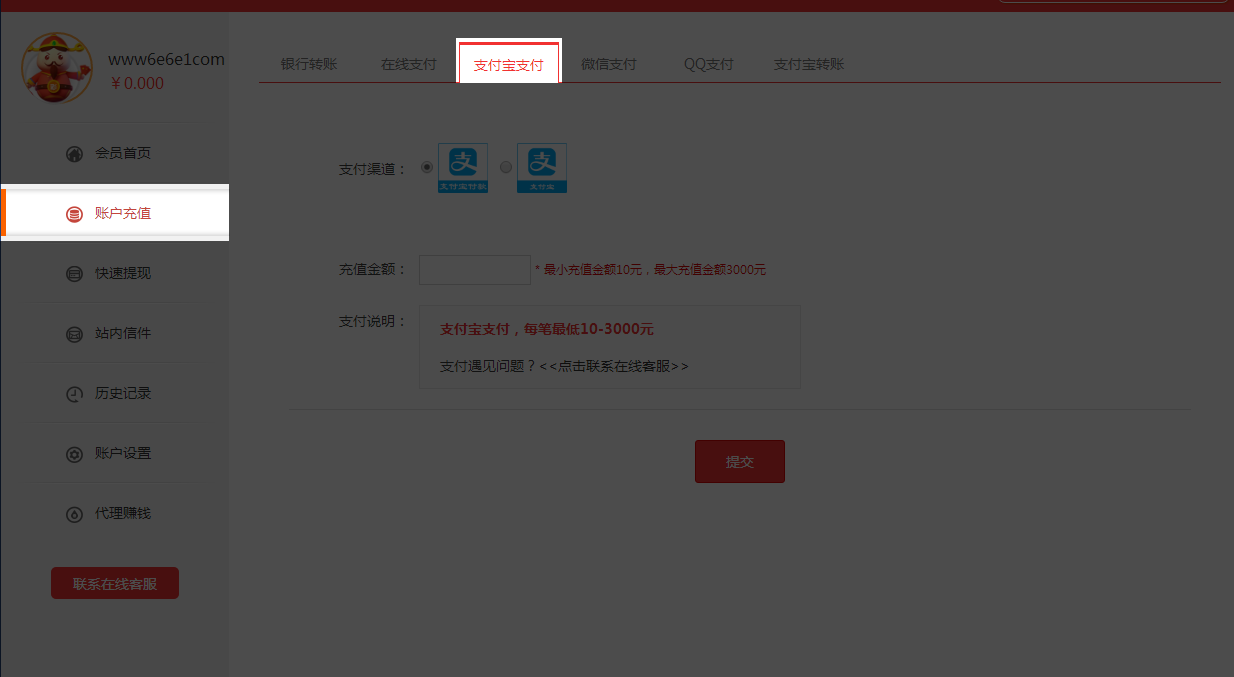 www6e6e1com
¥0.000
会员首页
账户充值
快速提现
站内信件
历史记录
账户设置
代理赚钱
联系在线客服
银行转账 在线支付 支付宝支付 微信支付 QQ支付 支付宝转账
支付渠道：
支付宝付款 支付宝
充值金额： * 最小充值金额10元，最大充值金额3000元
支付说明：
支付宝支付，每笔最低10-3000元
支付遇见问题？<<点击联系在线客服>>
提交